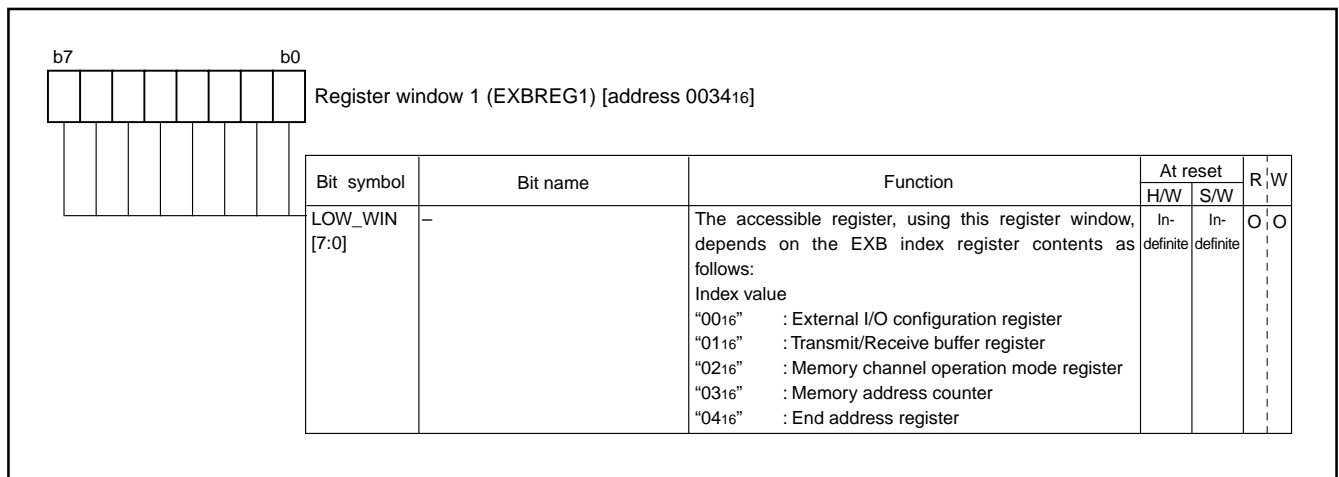 b7 b0
Register window 1 (EXBREG1) [address 003416]
Bit symbol Bit name Function At reset R W
H/W S/W
LOW_WIN – The accessible register, using this register window, In- In- O O
[7:0] depends on the EXB index register contents as definite definite
follows:
Index value
“0016” : External I/O configuration register
“0116” : Transmit/Receive buffer register
“0216” : Memory channel operation mode register
“0316” : Memory address counter
“0416” : End address register